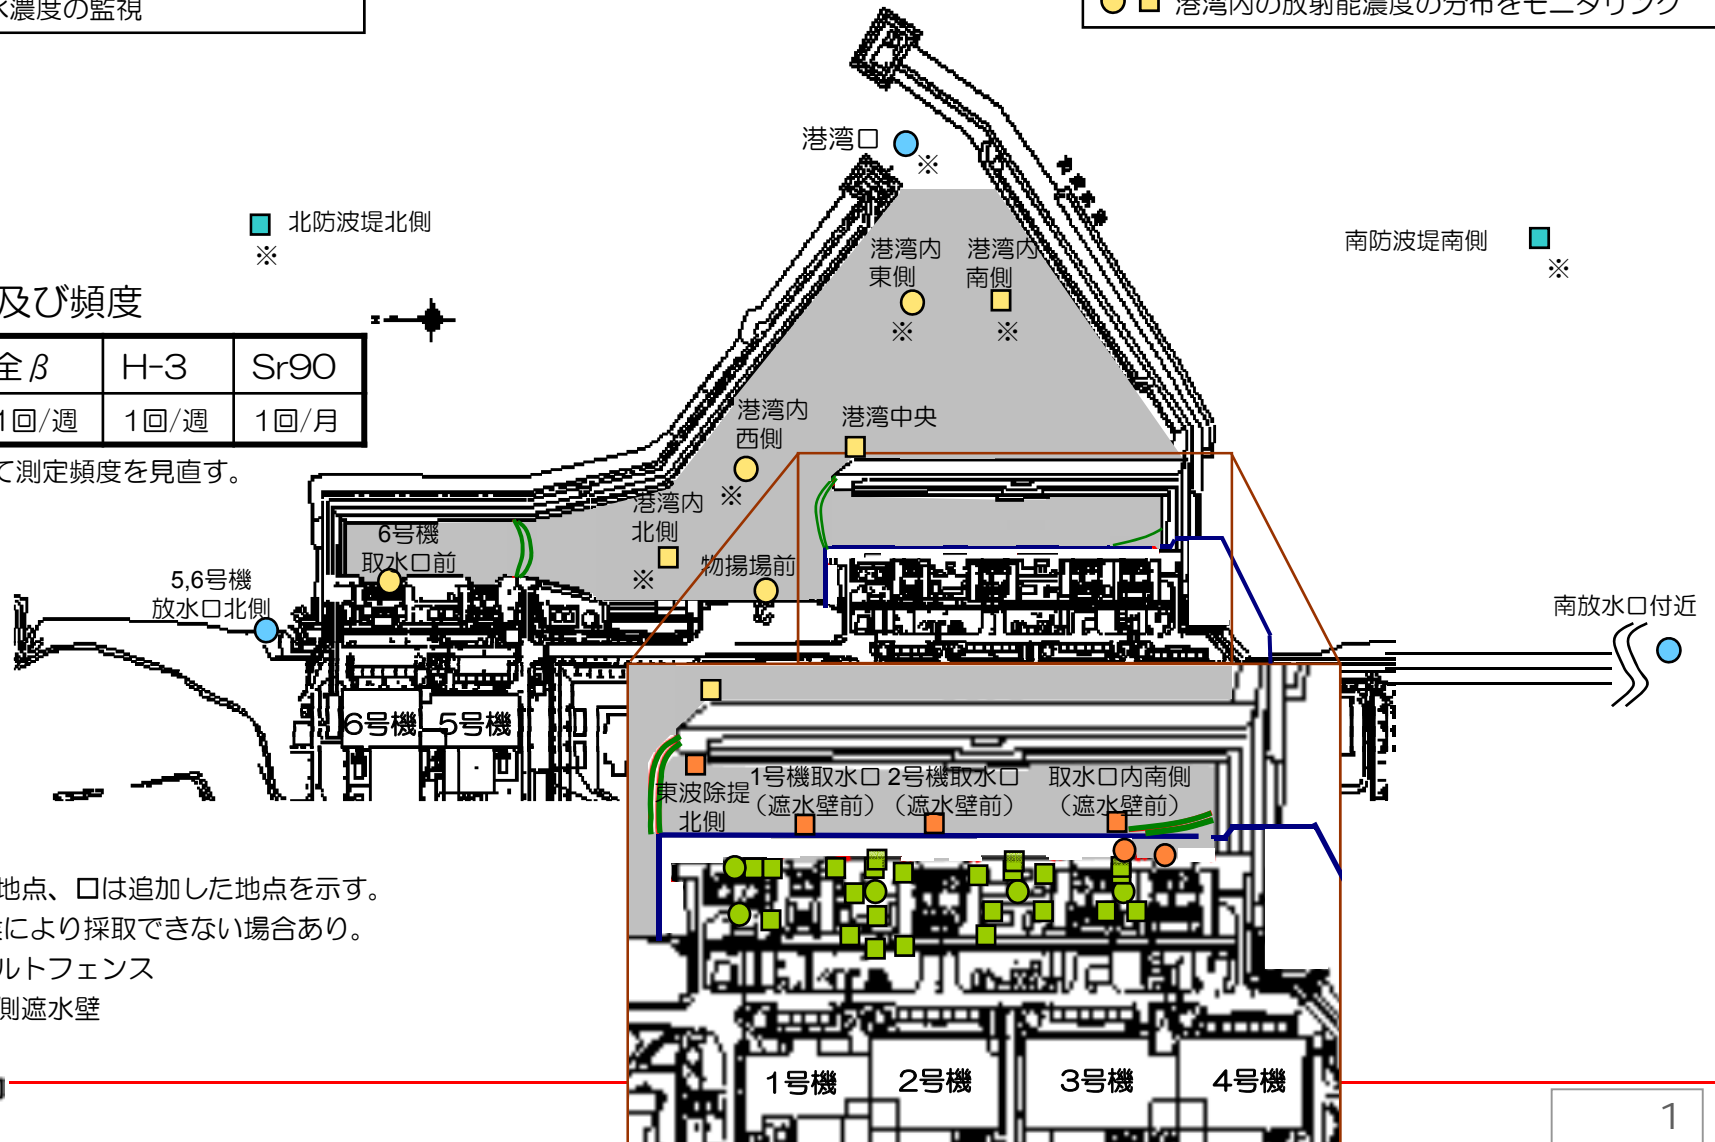 水濃度の監視
港湾内の放射能濃度の分布をモニタリング
港湾口
※
北防波堤北側
※
南防波堤南側
※
港湾内
東側
※
港湾内
南側
※
及び頻度
全β H-3 Sr90
1回/週 1回/週 1回/月
て測定頻度を見直す。
港湾内
西側
※
港湾中央
港湾内
北側
※
物揚場前
6号機
取水口前
5,6号機
放水口北側
南放水口付近
6号機 5号機
東波除堤
北側
1号機取水口
（遮水壁前）
2号機取水口
（遮水壁前）
取水口内南側
（遮水壁前）
地点、□は追加した地点を示す。
により採取できない場合あり。
ルトフェンス
側遮水壁
1号機 2号機 3号機 4号機
1